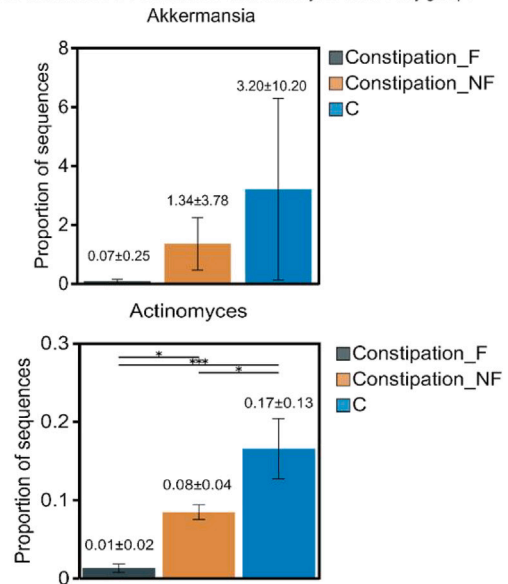 Akkermansia
8
6
4
2
0
Proportion of sequences
0.07±0.25
1.34±3.78
3.20±10.20
Constipation_F
Constipation_NF
C
Actinomyces
0.3
0.2
0.1
0
Proportion of sequences
*
***
*
0.01±0.02
0.08±0.04
0.17±0.13
Constipation_F
Constipation_NF
C